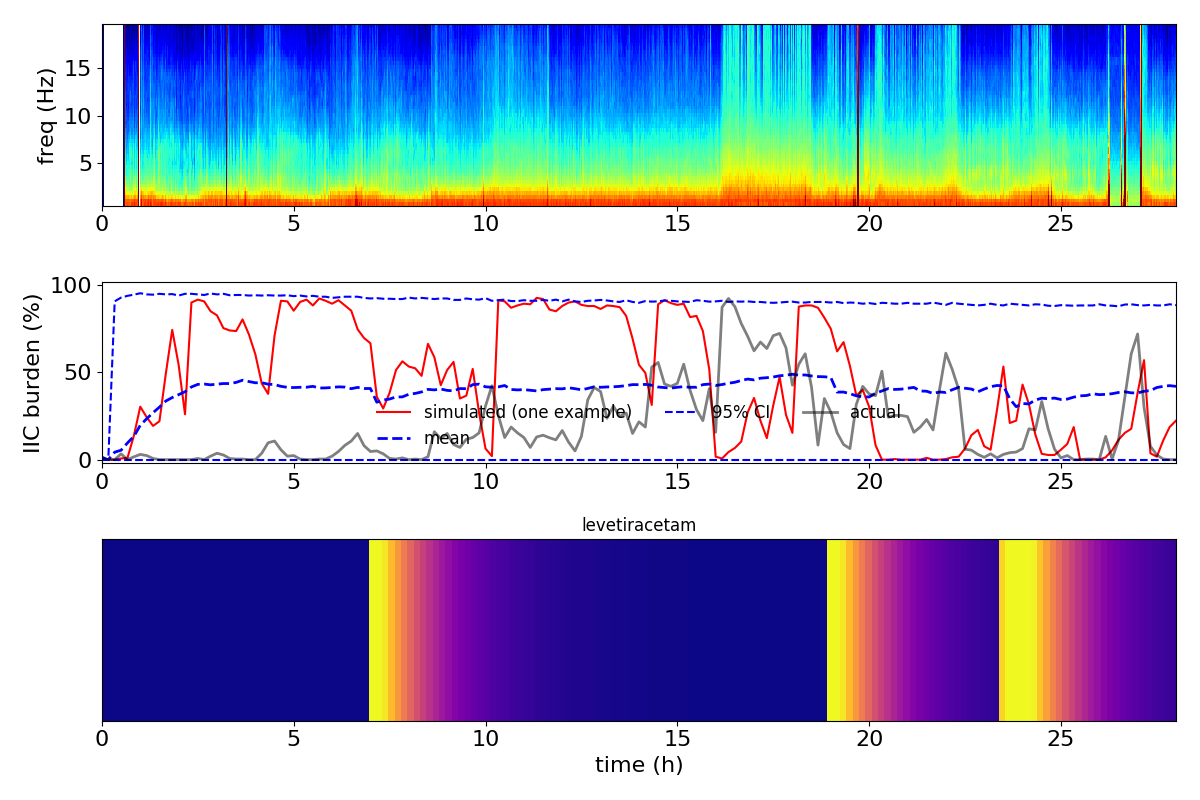 freq (Hz)
15
10
5
0 5 10 15 20 25
IIC burden (%)
100
50
0
simulated (one example) 95% CI actual
mean
0 5 10 15 20 25
levetiracetam
0 5 10 15 20 25
time (h)